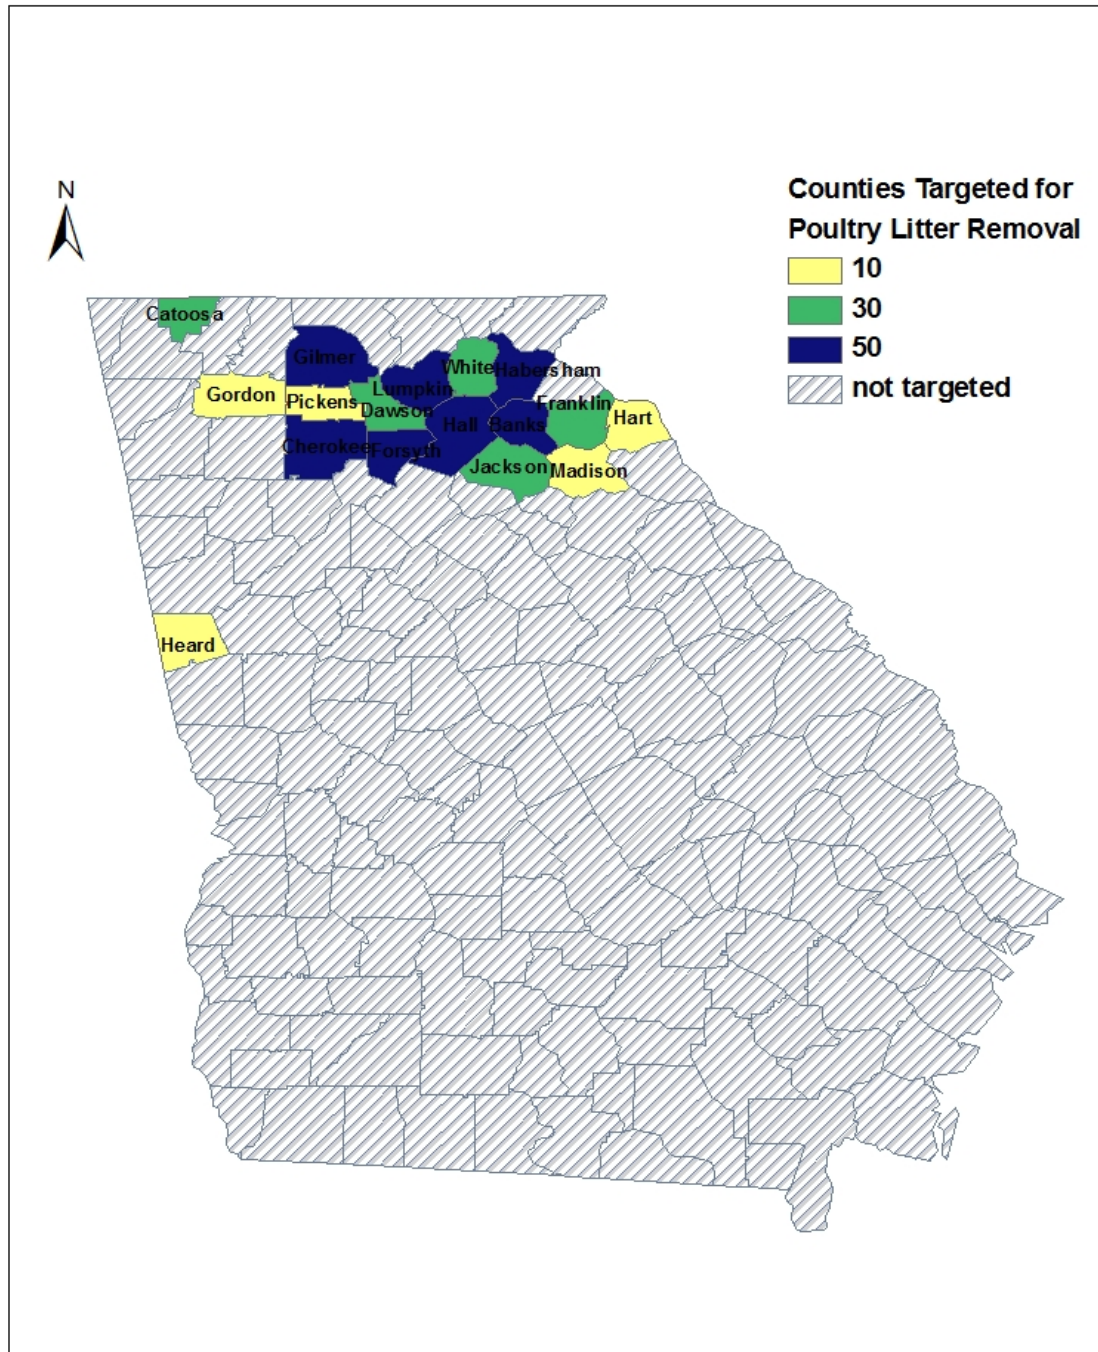 N
Counties Targeted for
Poultry Litter Removal
10
30
50
not targeted
Catoosa
Gilmer
White
Habersham
Lumpkin
Gordon
Pickens
Dawson
Franklin
Hart
Hall
Banks
Cherokee
Forsyth
Jackson
Madison
Heard